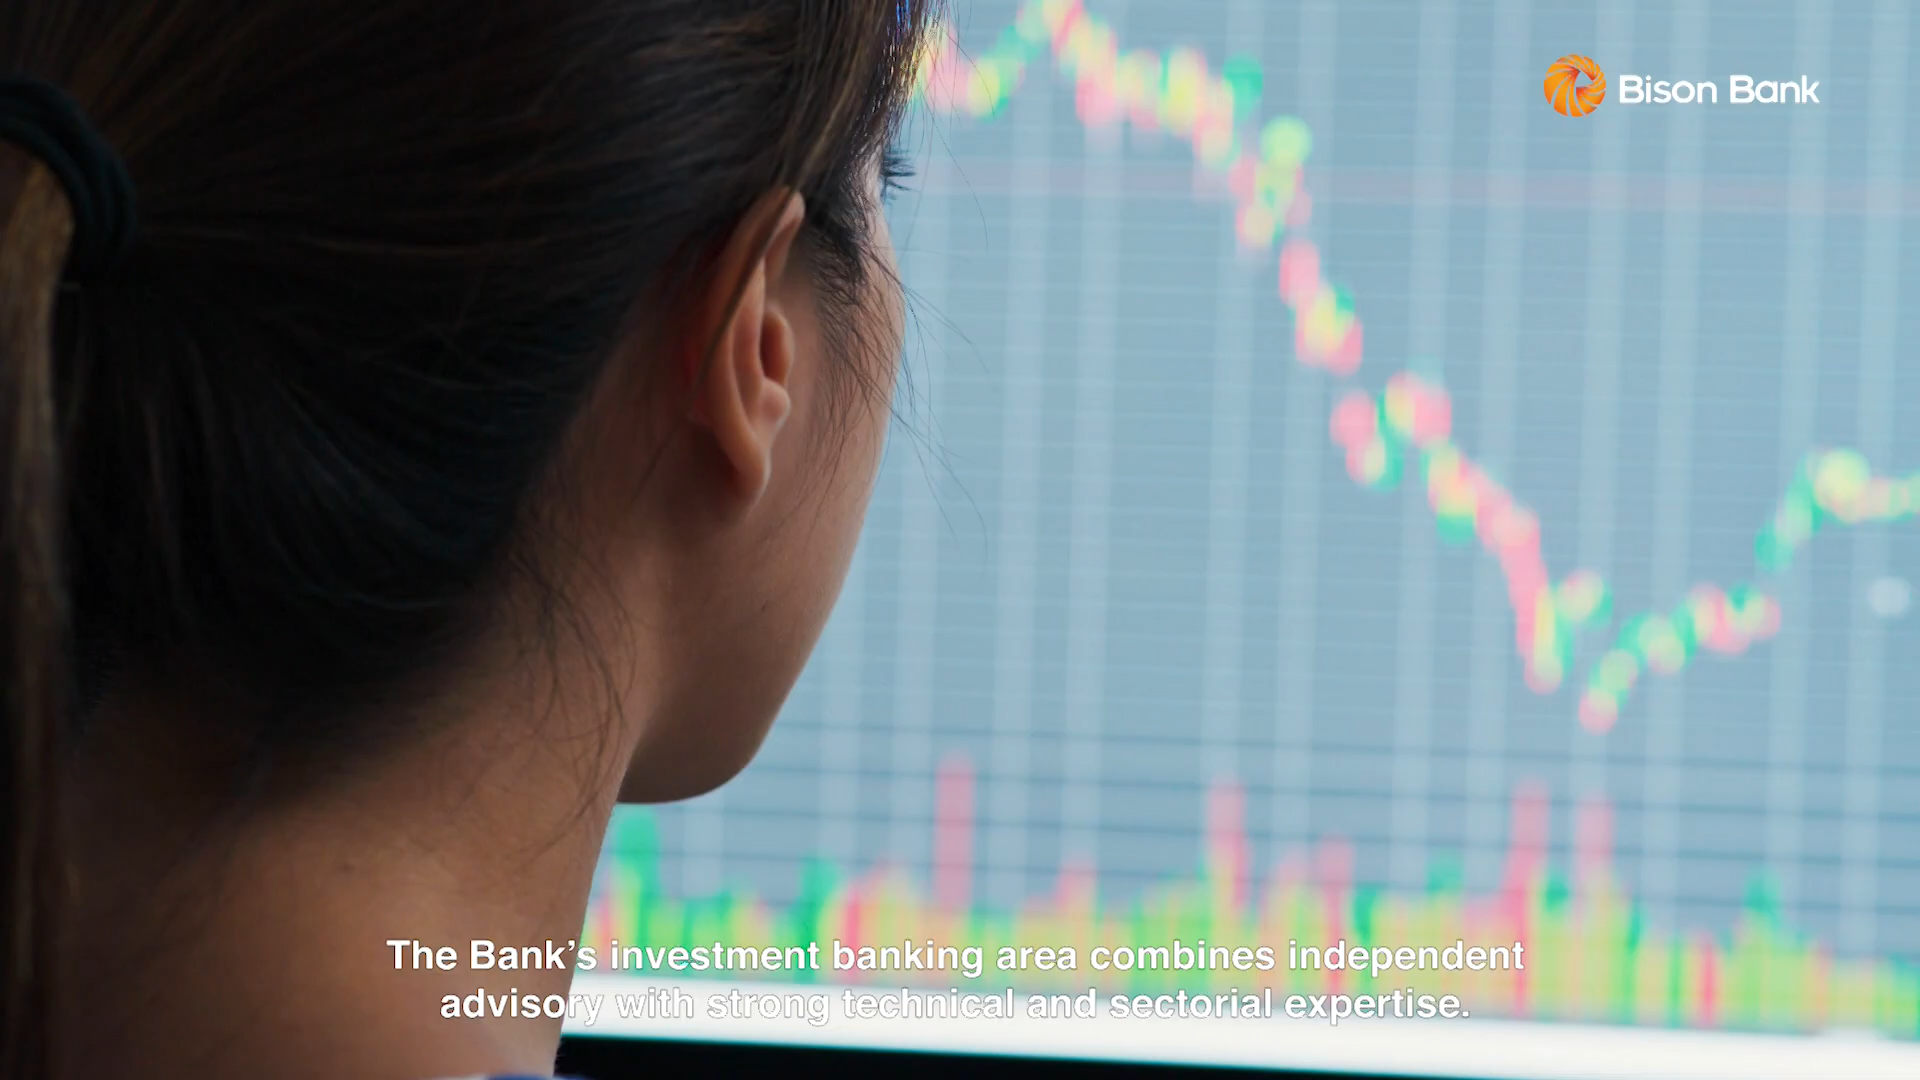 Bison Bank
The Bank’s investment banking area combines independent
advisory with strong technical and sectorial expertise.